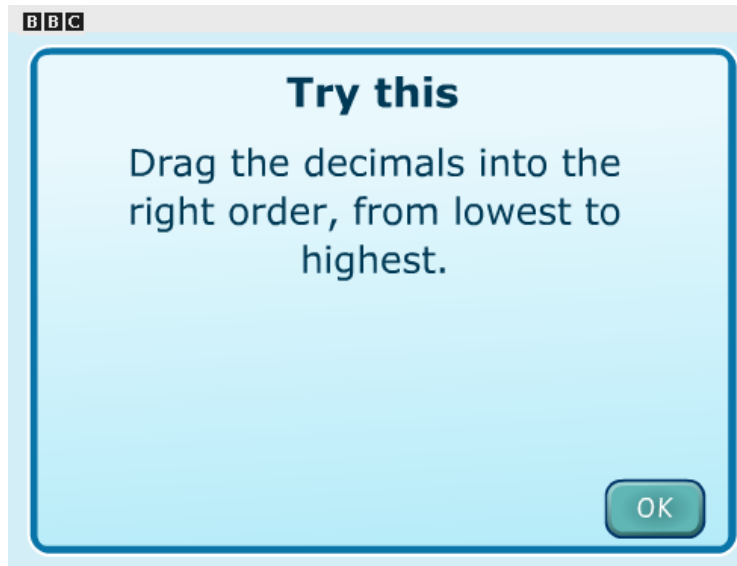 BBC
Try this
Drag the decimals into the
right order, from lowest to
highest.
OK